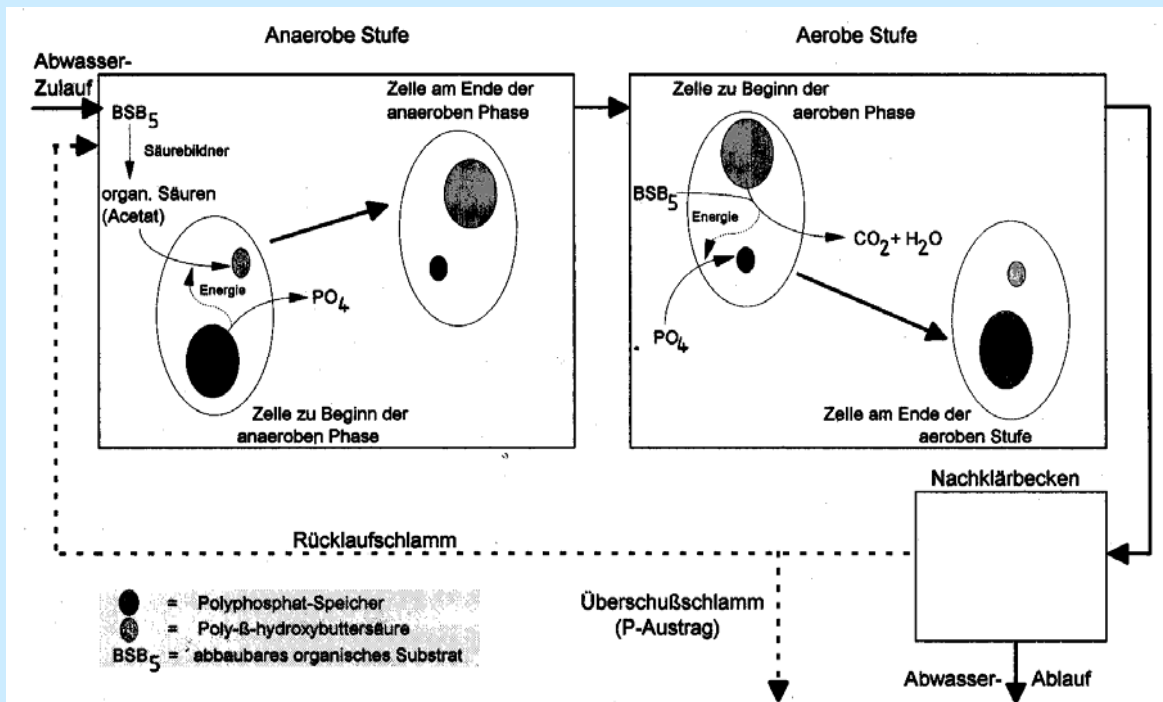 Anaerobe Stufe
Aerobe Stufe
Abwasser-
Zulauf
BSB5
Säurebildner
organ. Säuren
(Acetat)
Energie
PO4
Zelle zu Beginn der
anaeroben Phase
Zelle am Ende der
anaeroben Phase
Zelle zu Beginn der
aeroben Phase
BSB5
Energie
CO2 + H2O
PO4
Zelle am Ende der
aeroben Stufe
Nachklärbecken
Rücklaufschlamm
Überschußschlamm
(P-Austrag)
Abwasser- Ablauf
= Polyphosphat-Speicher
= Poly-ß-hydroxybuttersäure
BSB5 = abbaubares organisches Substrat